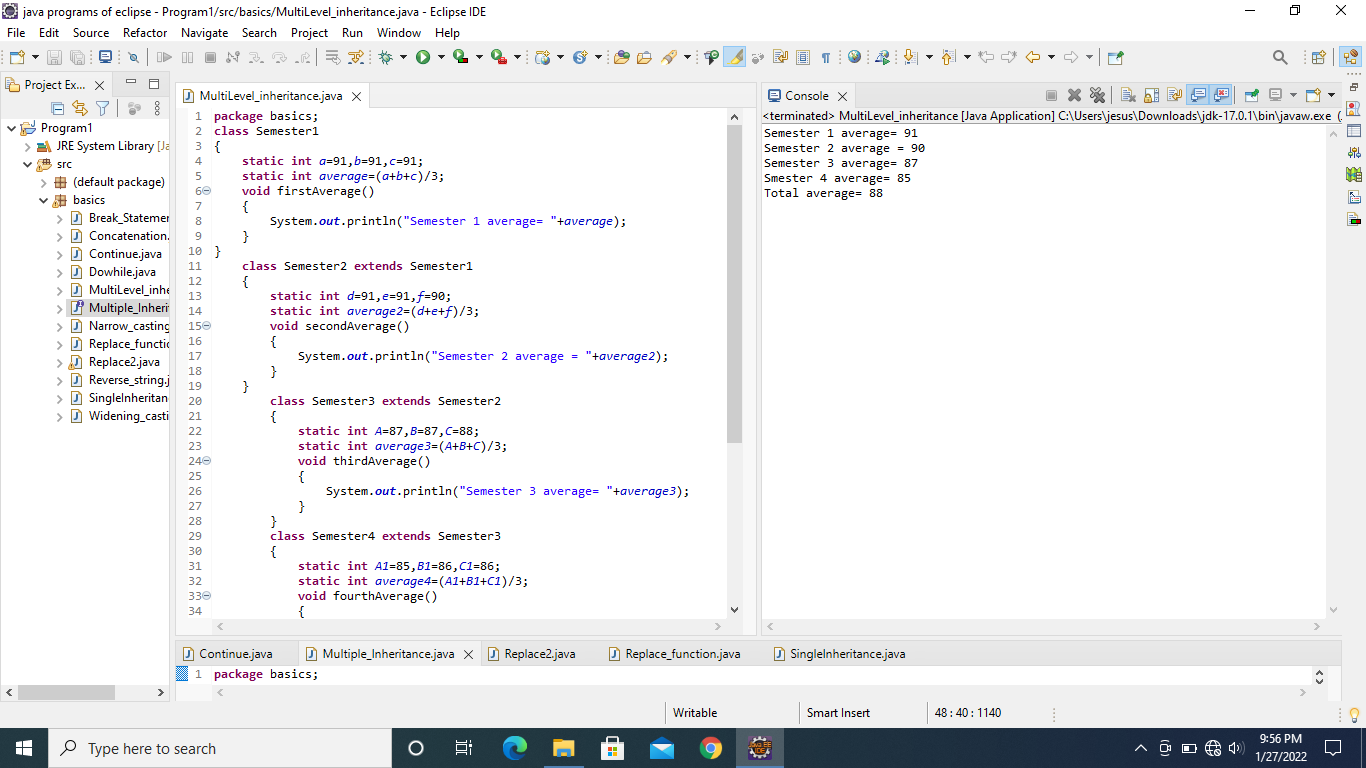 java programs of eclipse - Program1/src/basics/MultiLevel_inheritance.java - Eclipse IDE
File Edit Source Refactor Navigate Search Project Run Window Help
Project Ex...
Program1
JRE System Library [Ja
src
(default package)
basics
Break_Statemen
Concatenation.
Continue.java
Dowhile.java
MultiLevel_inhe
Multiple_Inherit
Narrow_casting
Replace_functio
Replace2.java
Reverse_string.j
SingleInheritan
Widening_casti
MultiLevel_inheritance.java
1 package basics;
2 class Semester1
3 {
4 static int a=91,b=91,c=91;
5 static int average=(a+b+c)/3;
6 void firstAverage()
7 {
8 System.out.println("Semester 1 average= "+average);
9 }
10 }
11 class Semester2 extends Semester1
12 {
13 static int d=91,e=91,f=90;
14 static int average2=(d+e+f)/3;
15 void secondAverage()
16 {
17 System.out.println("Semester 2 average = "+average2);
18 }
19 }
20 class Semester3 extends Semester2
21 {
22 static int A=87,B=87,C=88;
23 static int average3=(A+B+C)/3;
24 void thirdAverage()
25 {
26 System.out.println("Semester 3 average= "+average3);
27 }
28 }
29 class Semester4 extends Semester3
30 {
31 static int A1=85,B1=86,C1=86;
32 static int average4=(A1+B1+C1)/3;
33 void fourthAverage()
34 {
Console
<terminated> MultiLevel_inheritance [Java Application] C:\Users\jesus\Downloads\jdk-17.0.1\bin\javaw.exe (
Semester 1 average= 91
Semester 2 average = 90
Semester 3 average= 87
Smester 4 average= 85
Total average= 88
Continue.java Multiple_Inheritance.java Replace2.java Replace_function.java SingleInheritance.java
1 package basics;
Writable Smart Insert 48 : 40 : 1140
Type here to search
9:56 PM
1/27/2022